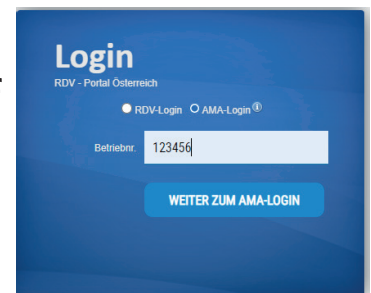 Login
RDV - Portal Österreich
RDV-Login AMA-Login i
Betriebnr. 123456
WEITER ZUM AMA-LOGIN